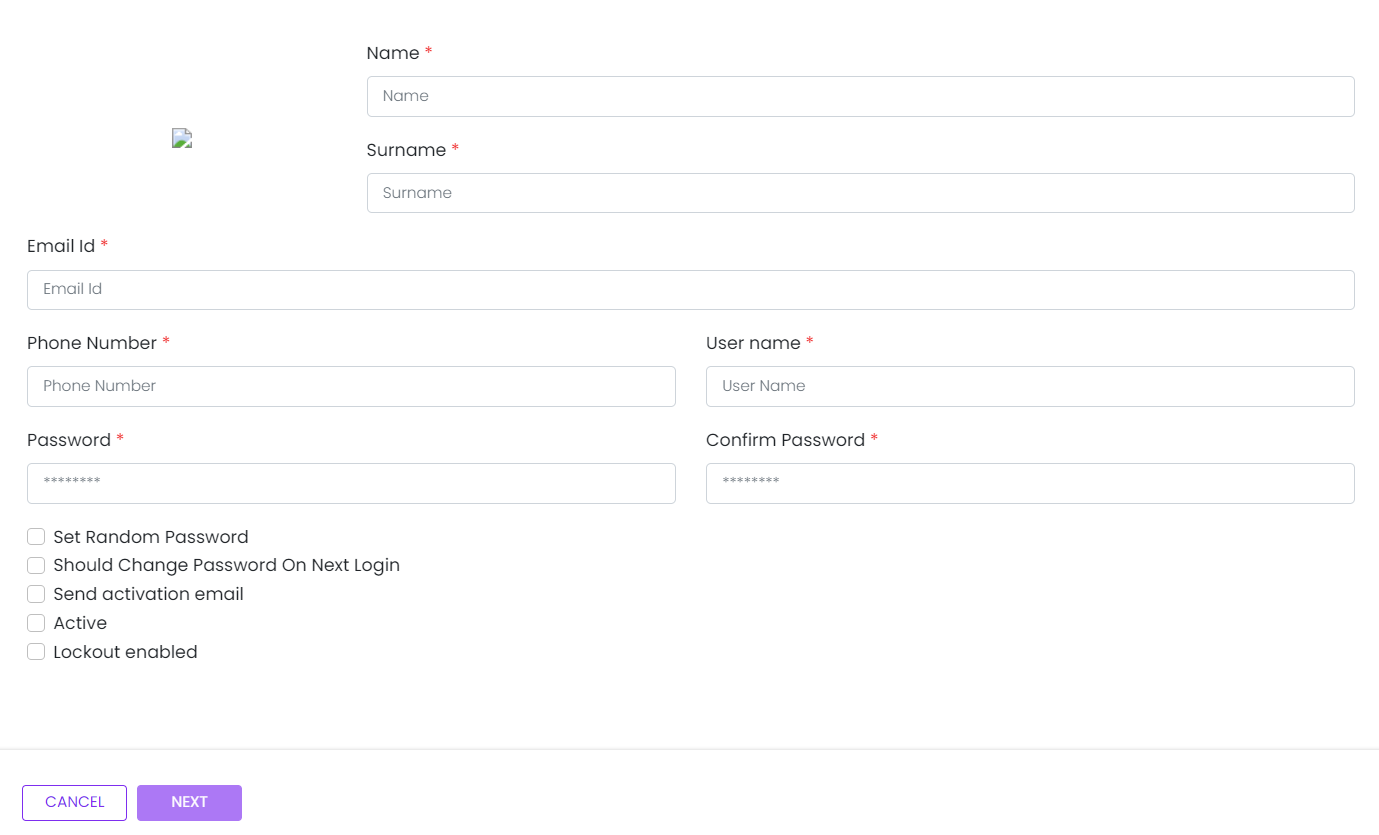 Name *
Name
Surname *
Surname
Email Id *
Email Id
Phone Number * User name *
Phone Number User Name
Password * Confirm Password *
******** ********
Set Random Password
Should Change Password On Next Login
Send activation email
Active
Lockout enabled
CANCEL NEXT